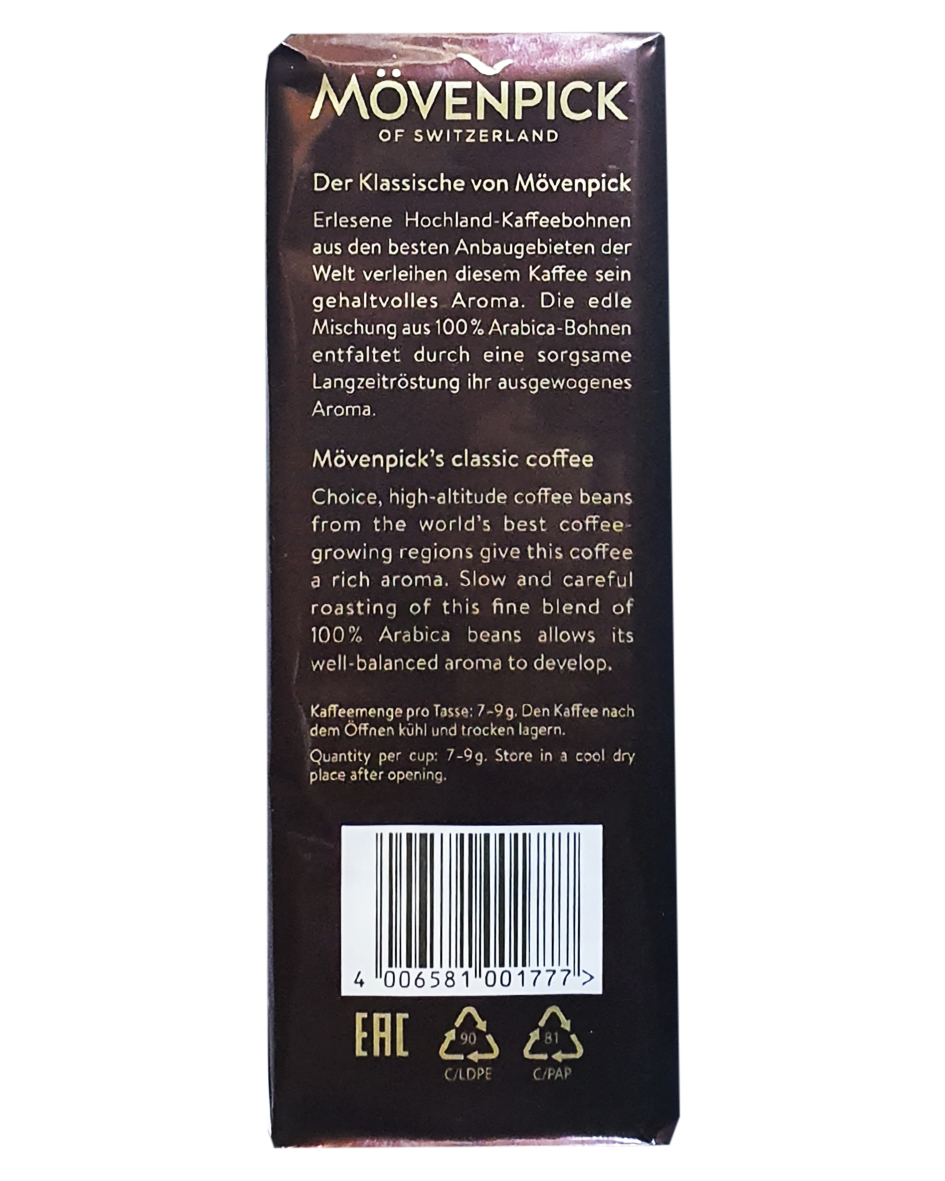 MÖVENPICK
OF SWITZERLAND
Der Klassische von Mövenpick
Erlesene Hochland-Kaffeebohnen
aus den besten Anbaugebieten der
Welt verleihen diesem Kaffee sein
gehaltvolles Aroma. Die edle
Mischung aus 100% Arabica-Bohnen
entfaltet durch eine sorgsame
Langzeitröstung ihr ausgewogenes
Aroma.
Mövenpick's classic coffee
Choice, high-altitude coffee beans
from the world's best coffee-
growing regions give this coffee
a rich aroma. Slow and careful
roasting of this fine blend of
100% Arabica beans allows its
well-balanced aroma to develop.
Kaffeemenge pro Tasse: 7–9g. Den Kaffee nach
dem Öffnen kühl und trocken lagern.
Quantity per cup: 7–9g. Store in a cool dry
place after opening.
4 006581 001777 >
EAC 90 81
C/LDPE C/PAP